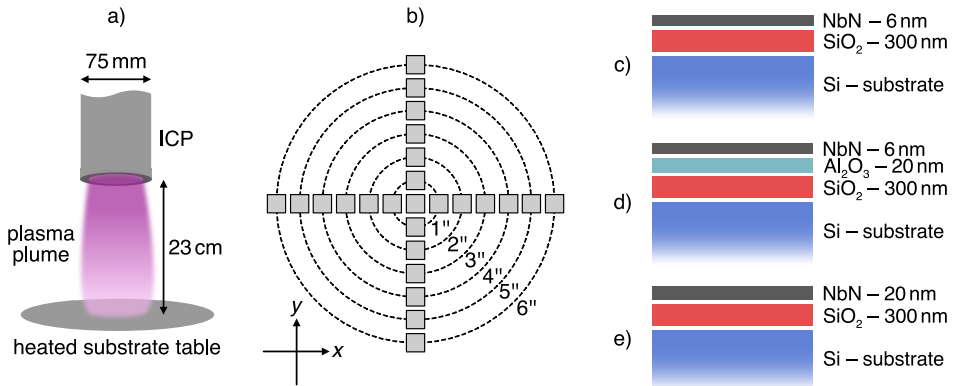 a)
75 mm
ICP
plasma
plume
23 cm
heated substrate table
b)
1"
2"
3"
4"
5"
6"
y
x
c)
NbN – 6 nm
SiO₂ – 300 nm
Si – substrate
d)
NbN – 6 nm
Al₂O₃ – 20 nm
SiO₂ – 300 nm
Si – substrate
e)
NbN – 20 nm
SiO₂ – 300 nm
Si – substrate